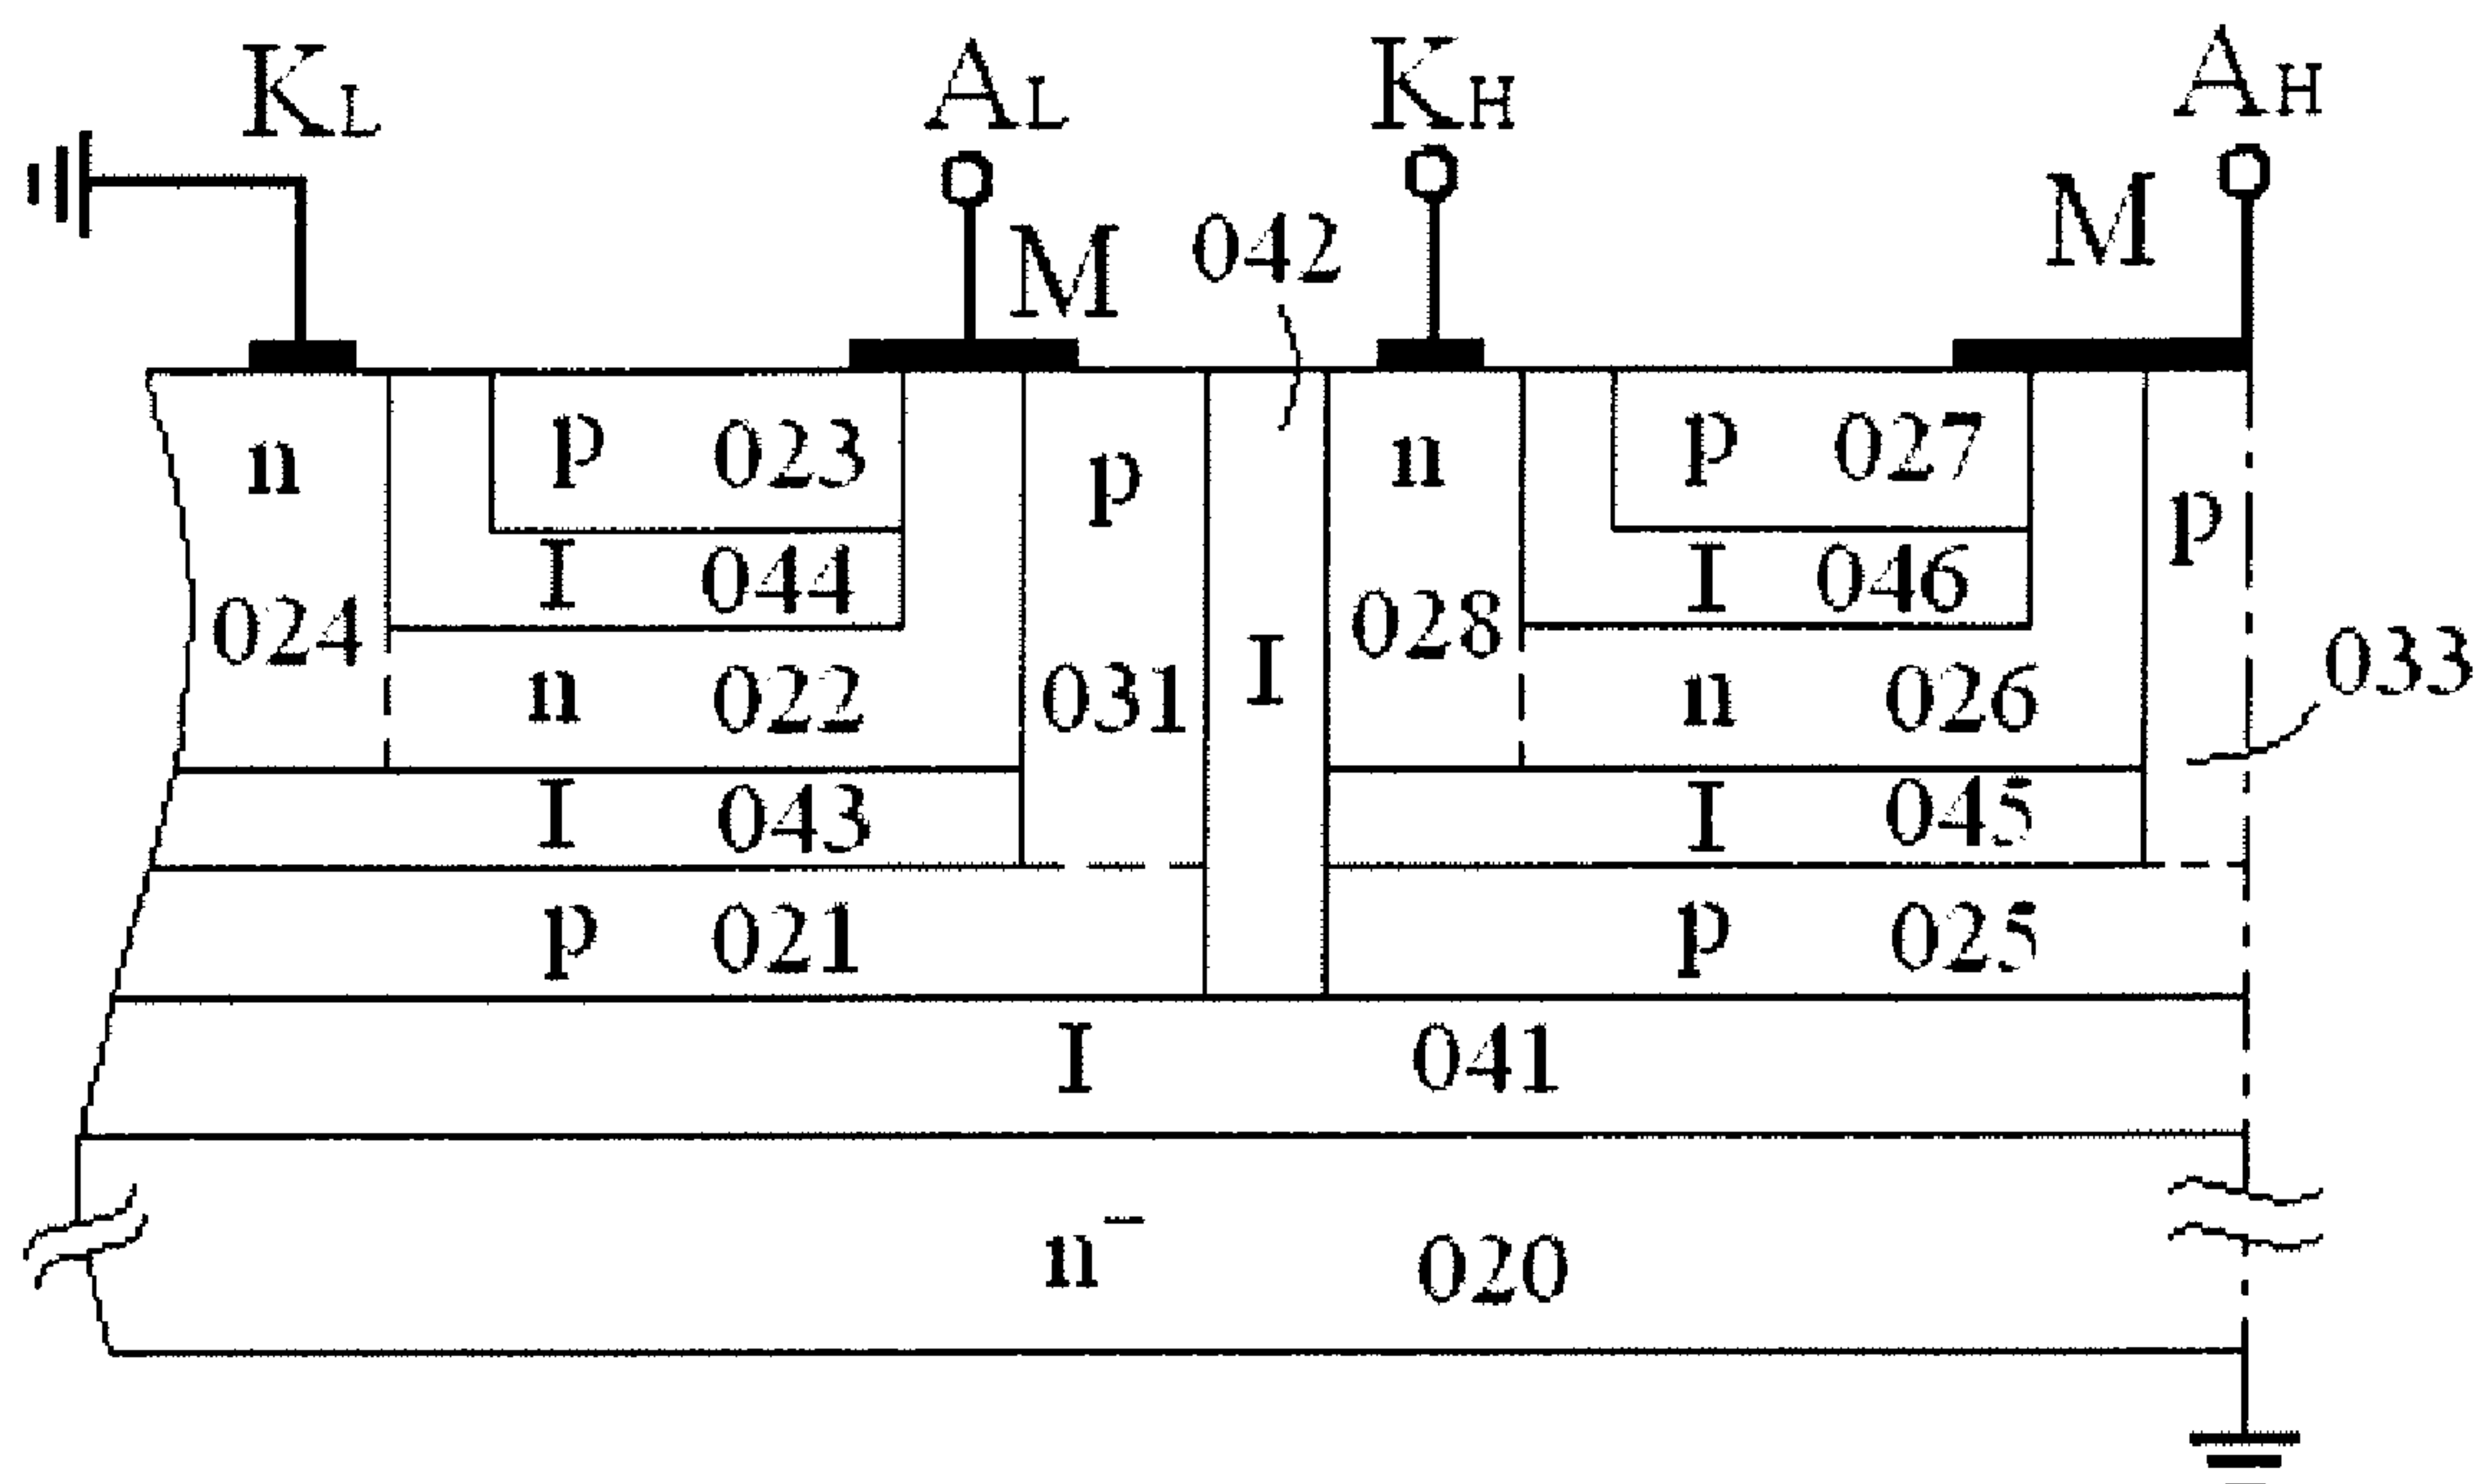 KL AL KH AH
M 042 M
p 023 p 027
n p n p
I 044 I 046
024 028
033
n 022 031 I n 026
I 043 I 045
p 021 p 025
I 041
n⁻ 020